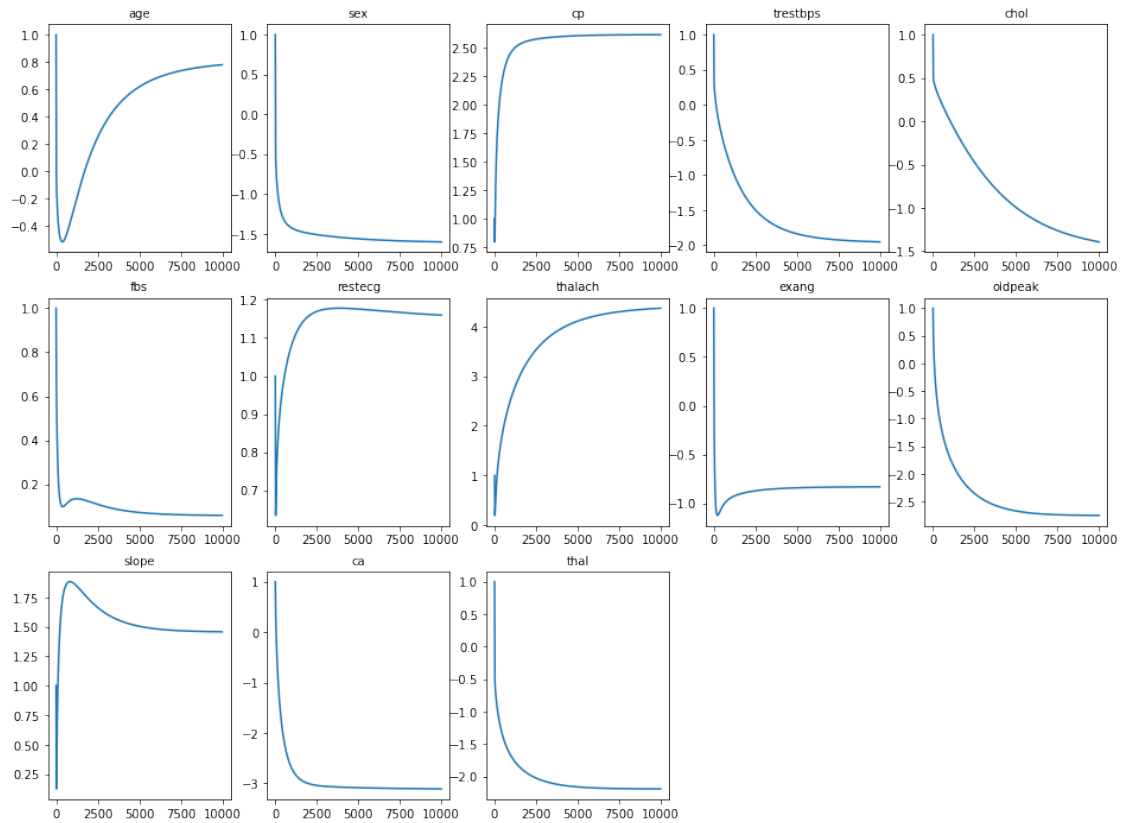 age sex cp trestbps chol
1.0 1.0 2.50 1.0 1.0
0.8 0.5 2.25 0.5 0.5
0.6 0.0 2.00 0.0 0.0
0.4 −0.5 1.75 −0.5 −0.5
0.2 −1.0 1.50 −1.0 −1.0
0.0 −1.5 1.25 −1.5 −1.5
−0.2 1.00 −2.0
−0.4 0.75
0 2500 5000 7500 10000 0 2500 5000 7500 10000 0 2500 5000 7500 10000 0 2500 5000 7500 10000 0 2500 5000 7500 10000
fbs restecg thalach exang oldpeak
1.0 1.2 4 1.0 1.0
0.8 1.1 3 0.5 0.5
0.6 1.0 2 0.0 0.0
0.4 0.9 1 −0.5 −0.5
0.2 0.8 0 −1.0 −1.0
0.7 −1.5
−2.0
−2.5
0 2500 5000 7500 10000 0 2500 5000 7500 10000 0 2500 5000 7500 10000 0 2500 5000 7500 10000 0 2500 5000 7500 10000
slope ca thal
1.75 1 1.0
1.50 0 0.5
1.25 −1 0.0
1.00 −2 −0.5
0.75 −3 −1.0
0.50 −1.5
0.25 −2.0
0 2500 5000 7500 10000 0 2500 5000 7500 10000 0 2500 5000 7500 10000